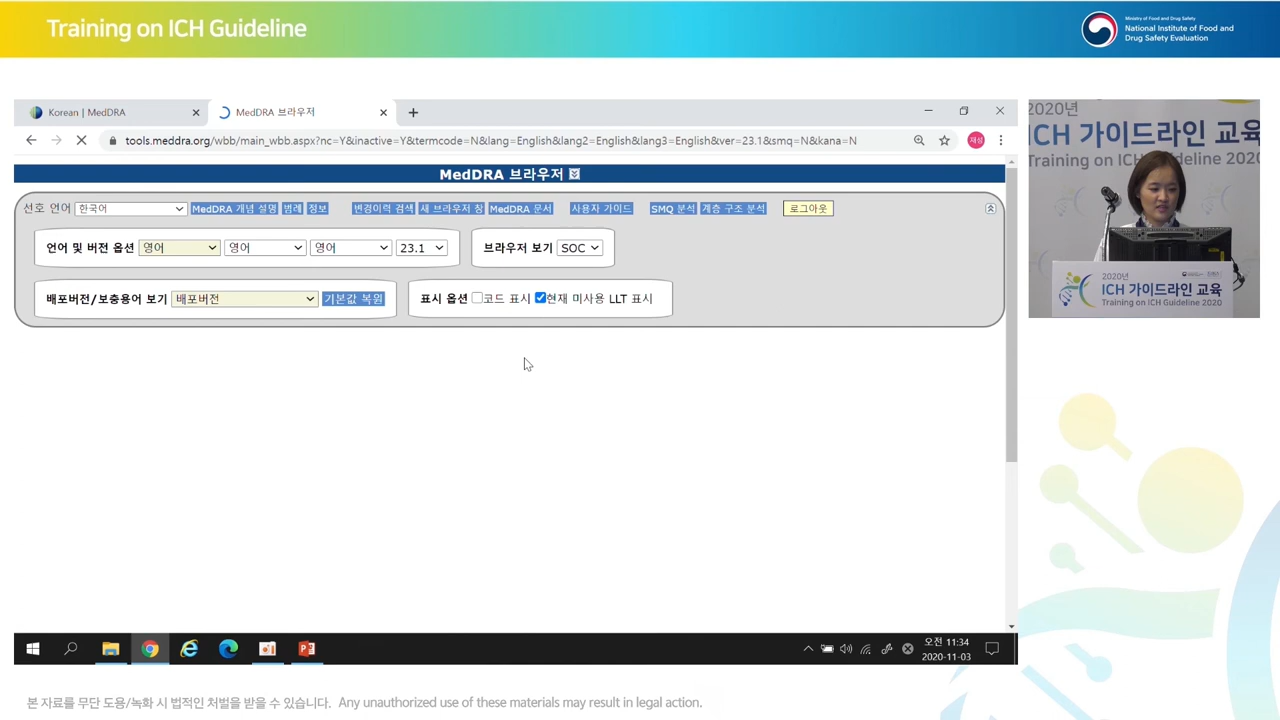 Training on ICH Guideline
Ministry of Food and Drug Safety
National Institute of Food and
Drug Safety Evaluation
Korean | MedDRA
MedDRA 브라우저
tools.meddra.org/wbb/main_wbb.aspx?nc=Y&inactive=Y&termcode=N&lang=English&lang2=English&lang3=English&ver=23.1&smq=N&kana=N
재성
MedDRA 브라우저
선호 언어 한국어 MedDRA 개념 설명 범례 정보 변경이력 검색 새 브라우저 창 MedDRA 문서 사용자 가이드 SMQ 분석 계층 구조 분석 로그아웃
언어 및 버전 옵션 영어 영어 영어 23.1 브라우저 보기 SOC
배포버전/보충용어 보기 배포버전 기본값 복원 표시 옵션 코드 표시 현재 미사용 LLT 표시
오전 11:34
2020-11-03
2020년
ICH 가이드라인 교육
Training on ICH Guideline 2020
2020년
ICH 가이드라인 교육
Training on ICH Guideline 2020
본 자료를 무단 도용/녹화 시 법적인 처벌을 받을 수 있습니다. Any unauthorized use of these materials may result in legal action.